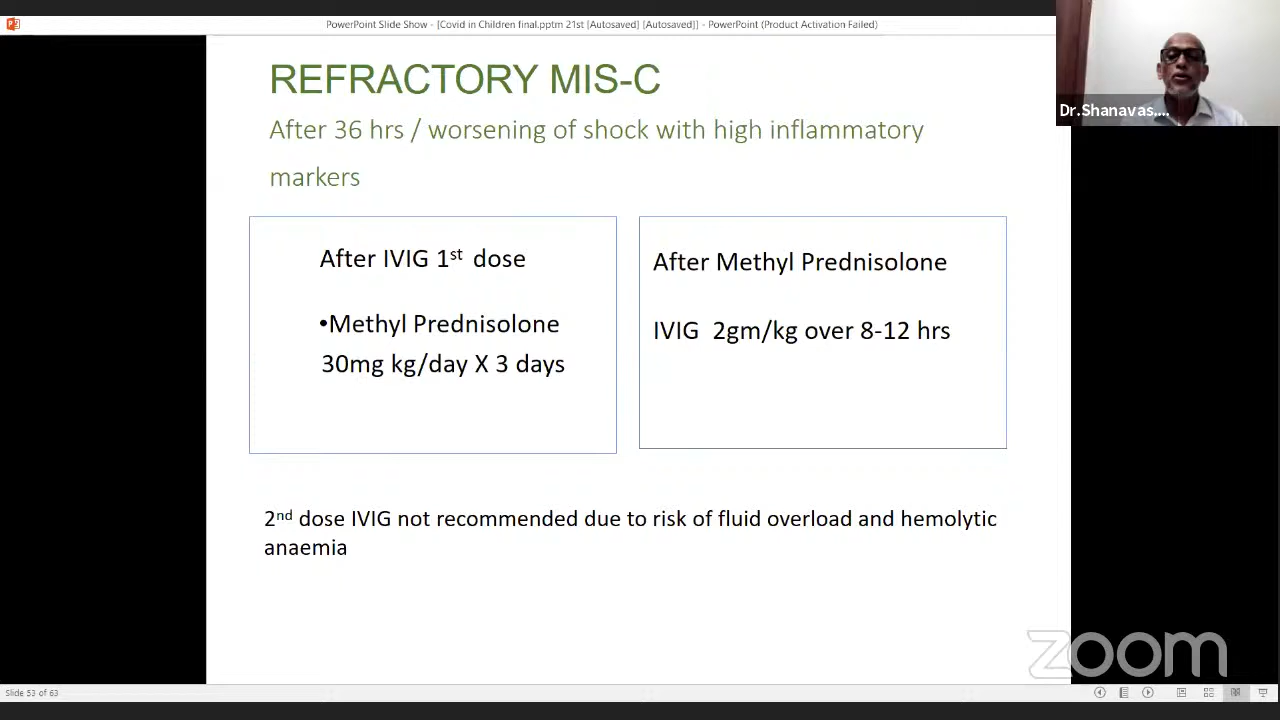 PowerPoint Slide Show - [Covid in Children final.pptm 21st [Autosaved] [Autosaved]] - PowerPoint (Product Activation Failed)
Dr.Shanavas....
REFRACTORY MIS-C
After 36 hrs / worsening of shock with high inflammatory
markers
After IVIG 1st dose
•Methyl Prednisolone
30mg kg/day X 3 days
After Methyl Prednisolone
IVIG 2gm/kg over 8-12 hrs
2nd dose IVIG not recommended due to risk of fluid overload and hemolytic
anaemia
zoom
Slide 53 of 63